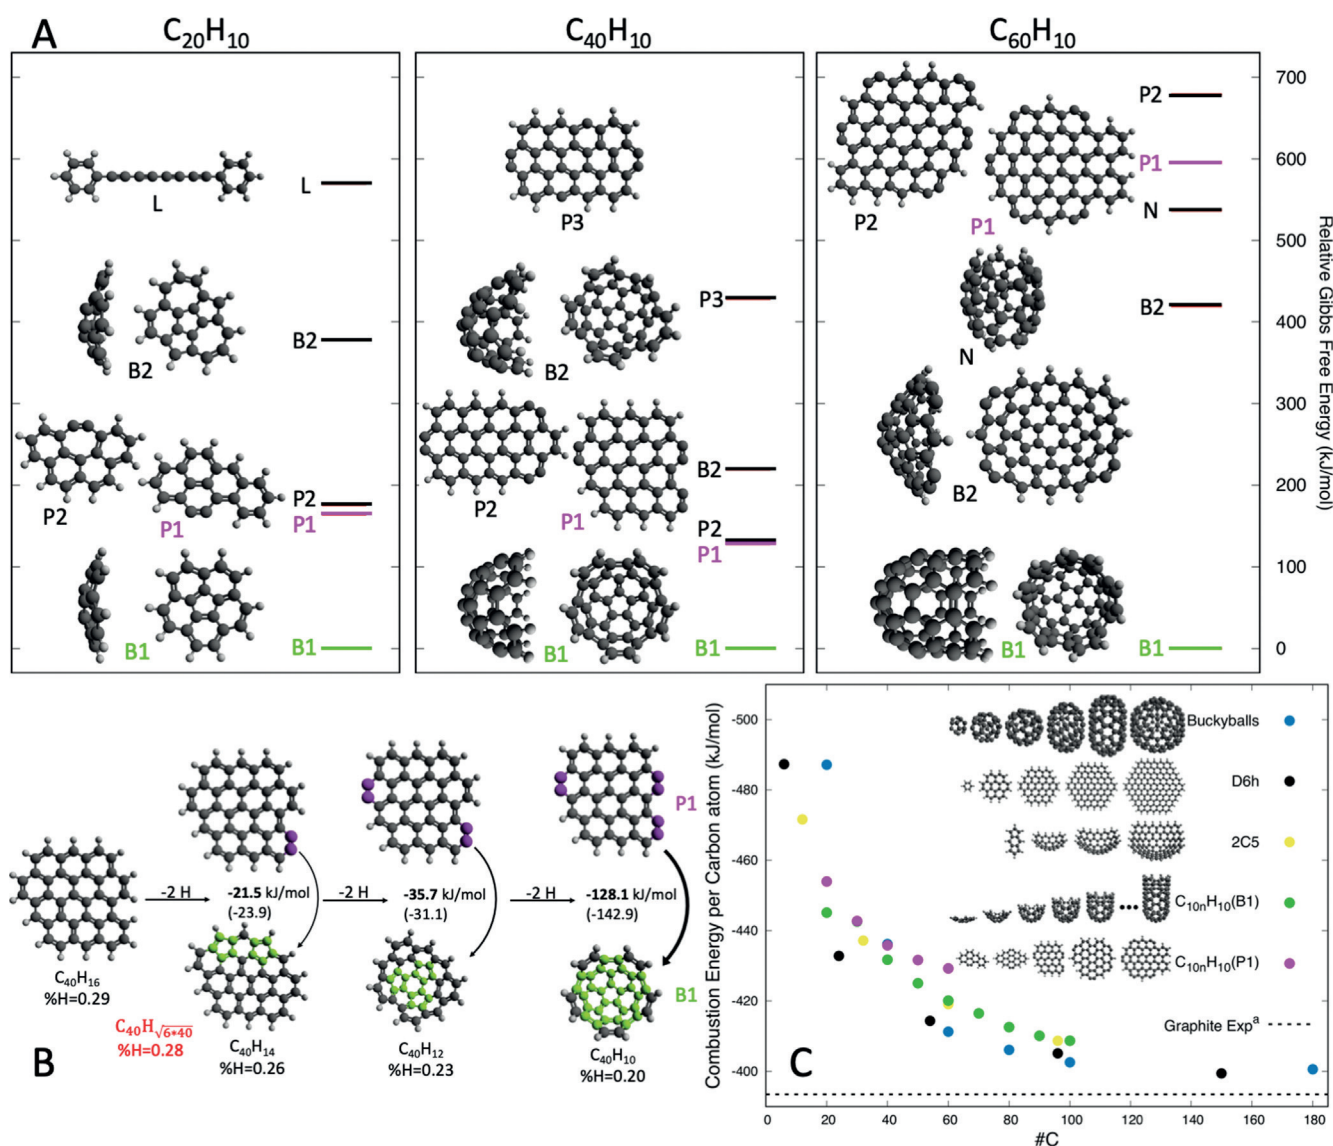 A
C20H10
C40H10
C60H10
L
L
B2
B2
P2
P1
P2
P1
B1
B1
P3
P3
B2
B2
P2
P1
P2
P1
B1
B1
P2
P1
P2
P1
N
N
B2
B2
B1
B1
700
600
500
400
300
200
100
0
Relative Gibbs Free Energy (kJ/mol)
B
C40H16
%H=0.29
-2 H
-21.5 kJ/mol
(-23.9)
-2 H
-35.7 kJ/mol
(-31.1)
-2 H
-128.1 kJ/mol
(-142.9)
P1
B1
C40H√6*40
%H=0.28
C40H14
%H=0.26
C40H12
%H=0.23
C40H10
%H=0.20
C
Combustion Energy per Carbon atom (kJ/mol)
-500
-480
-460
-440
-420
-400
Buckyballs
D6h
2C5
C10nH10(B1)
C10nH10(P1)
Graphite Expa
0
20
40
60
80
100
120
140
160
180
#C